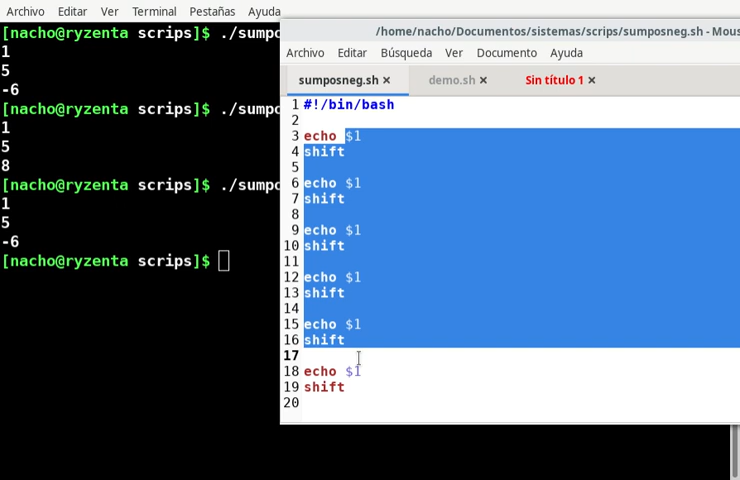 Archivo Editar Ver Terminal Pestañas Ayuda
[nacho@ryzenta scrips]$ ./sumpo
1
5
-6
[nacho@ryzenta scrips]$ ./sumpo
1
5
8
[nacho@ryzenta scrips]$ ./sumpo
1
5
-6
[nacho@ryzenta scrips]$
/home/nacho/Documentos/sistemas/scrips/sumposneg.sh - Mous
Archivo Editar Búsqueda Ver Documento Ayuda
sumposneg.sh × demo.sh × Sin título 1 ×
1 #!/bin/bash
2
3 echo $1
4 shift
5
6 echo $1
7 shift
8
9 echo $1
10 shift
11
12 echo $1
13 shift
14
15 echo $1
16 shift
17
18 echo $1
19 shift
20